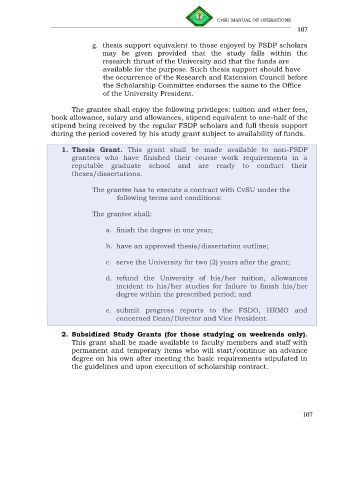 CvSU MANUAL OF OPERATIONS
107
g. thesis support equivalent to those enjoyed by FSDP scholars
may be given provided that the study falls within the
research thrust of the University and that the funds are
available for the purpose. Such thesis support should have
the occurrence of the Research and Extension Council before
the Scholarship Committee endorses the same to the Office
of the University President.
The grantee shall enjoy the following privileges: tuition and other fees,
book allowance, salary and allowances, stipend equivalent to one-half of the
stipend being received by the regular FSDP scholars and full thesis support
during the period covered by his study grant subject to availability of funds.
1. Thesis Grant. This grant shall be made available to non-FSDP
grantees who have finished their course work requirements in a
reputable graduate school and are ready to conduct their
theses/dissertations.
The grantee has to execute a contract with CvSU under the
following terms and conditions:
The grantee shall:
a. finish the degree in one year;
b. have an approved thesis/dissertation outline;
c. serve the University for two (2) years after the grant;
d. refund the University of his/her tuition, allowances
incident to his/her studies for failure to finish his/her
degree within the prescribed period; and
e. submit progress reports to the FSDO, HRMO and
concerned Dean/Director and Vice President.
2. Subsidized Study Grants (for those studying on weekends only).
This grant shall be made available to faculty members and staff with
permanent and temporary items who will start/continue an advance
degree on his own after meeting the basic requirements stipulated in
the guidelines and upon execution of scholarship contract.
107